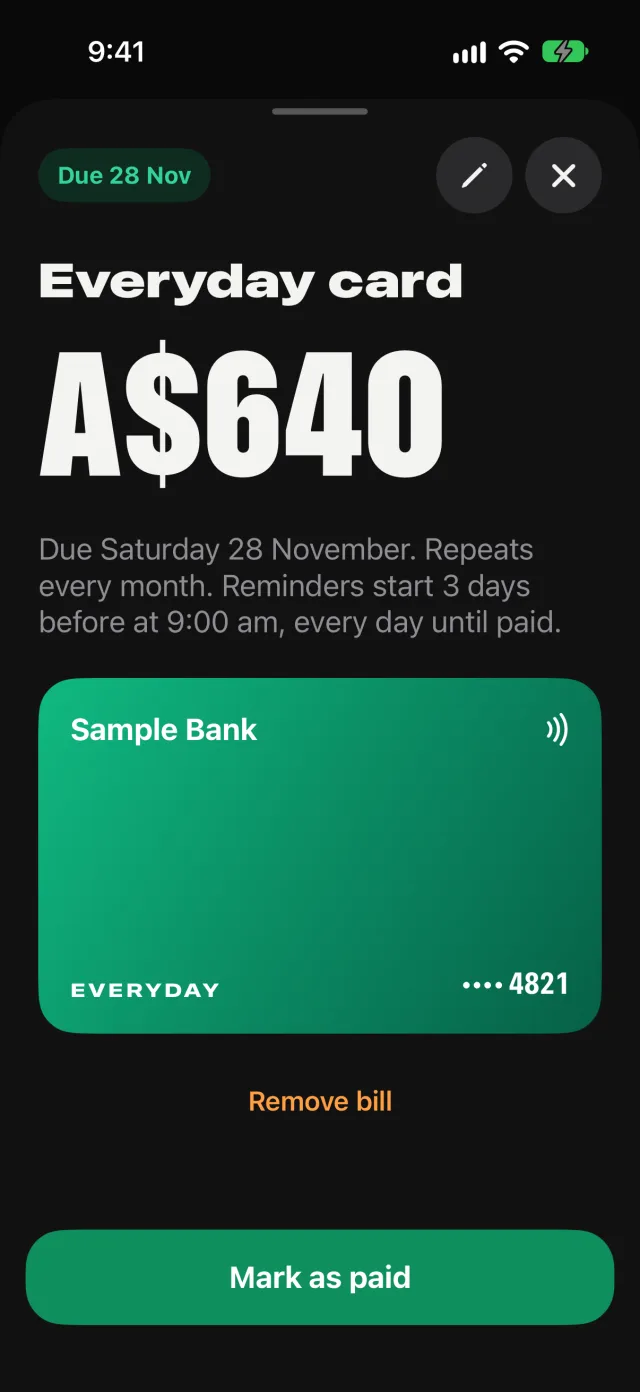 9:41
Due 28 Nov
Everyday card
A$640
Due Saturday 28 November. Repeats
every month. Reminders start 3 days
before at 9:00 am, every day until paid.
Sample Bank
EVERYDAY
•••• 4821
Remove bill
Mark as paid